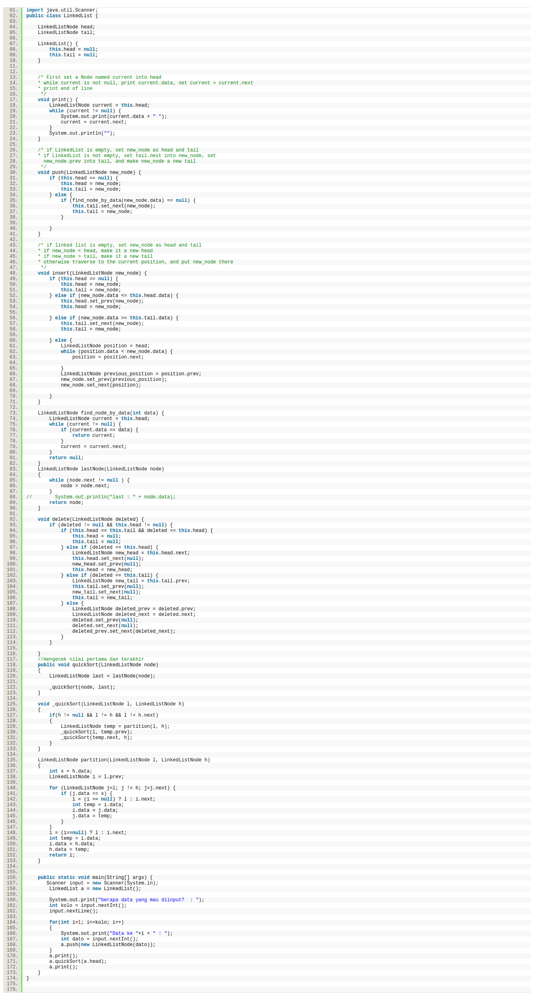 01. import java.util.Scanner;
02. public class LinkedList {
03.
04.     LinkedListNode head;
05.     LinkedListNode tail;
06.
07.     LinkedList() {
08.         this.head = null;
09.         this.tail = null;
10.     }
11.
12.
13.     /* First set a Node named current into head
14.     * while current is not null, print current.data, set current = current.next
15.     * print end of line
16.      */
17.     void print() {
18.         LinkedListNode current = this.head;
19.         while (current != null) {
20.             System.out.print(current.data + " ");
21.             current = current.next;
22.         }
23.         System.out.println("");
24.     }
25.
26.     /* if LinkedList is empty, set new_node as head and tail
27.     * if LinkedList is not empty, set tail.next into new_node, set
28.       new_node.prev into tail, and make new_node a new tail
29.      */
30.     void push(LinkedListNode new_node) {
31.         if (this.head == null) {
32.             this.head = new_node;
33.             this.tail = new_node;
34.         } else {
35.             if (find_node_by_data(new_node.data) == null) {
36.                 this.tail.set_next(new_node);
37.                 this.tail = new_node;
38.             }
39.
40.         }
41.     }
42.
43.     /* if linked list is empty, set new_node as head and tail
44.     * if new_node < head, make it a new head
45.     * if new_node > tail, make it a new tail
46.     * otherwise traverse to the current position, and put new_node there
47.      */
48.     void insert(LinkedListNode new_node) {
49.         if (this.head == null) {
50.             this.head = new_node;
51.             this.tail = new_node;
52.         } else if (new_node.data <= this.head.data) {
53.             this.head.set_prev(new_node);
54.             this.head = new_node;
55.
56.         } else if (new_node.data >= this.tail.data) {
57.             this.tail.set_next(new_node);
58.             this.tail = new_node;
59.
60.         } else {
61.             LinkedListNode position = head;
62.             while (position.data < new_node.data) {
63.                 position = position.next;
64.
65.             }
66.             LinkedListNode previous_position = position.prev;
67.             new_node.set_prev(previous_position);
68.             new_node.set_next(position);
69.
70.         }
71.     }
72.
73.     LinkedListNode find_node_by_data(int data) {
74.         LinkedListNode current = this.head;
75.         while (current != null) {
76.             if (current.data == data) {
77.                 return current;
78.             }
79.             current = current.next;
80.         }
81.         return null;
82.     }
83.     LinkedListNode lastNode(LinkedListNode node)
84.     {
85.         while (node.next != null ) {
86.             node = node.next;
87.         }
88. //        System.out.println("last : " + node.data);
89.         return node;
90.     }
91.
92.     void delete(LinkedListNode deleted) {
93.         if (deleted != null && this.head != null) {
94.             if (this.head == this.tail && deleted == this.head) {
95.                 this.head = null;
96.                 this.tail = null;
97.             } else if (deleted == this.head) {
98.                 LinkedListNode new_head = this.head.next;
99.                 this.head.set_next(null);
100.                 new_head.set_prev(null);
101.                 this.head = new_head;
102.             } else if (deleted == this.tail) {
103.                 LinkedListNode new_tail = this.tail.prev;
104.                 this.tail.set_prev(null);
105.                 new_tail.set_next(null);
106.                 this.tail = new_tail;
107.             } else {
108.                 LinkedListNode deleted_prev = deleted.prev;
109.                 LinkedListNode deleted_next = deleted.next;
110.                 deleted.set_prev(null);
111.                 deleted.set_next(null);
112.                 deleted_prev.set_next(deleted_next);
113.             }
114.         }
115.
116.     }
117.     //mengecek nilai pertama dan terakhir
118.     public void quickSort(LinkedListNode node)
119.     {
120.         LinkedListNode last = lastNode(node);
121.
122.         _quickSort(node, last);
123.     }
124.
125.     void _quickSort(LinkedListNode l, LinkedListNode h)
126.     {
127.         if(h != null && l != h && l != h.next)
128.         {
129.             LinkedListNode temp = partition(l, h);
130.             _quickSort(l, temp.prev);
131.             _quickSort(temp.next, h);
132.         }
133.     }
134.
135.     LinkedListNode partition(LinkedListNode l, LinkedListNode h)
136.     {
137.         int x = h.data;
138.         LinkedListNode i = l.prev;
139.
140.         for (LinkedListNode j=l; j != h; j=j.next) {
141.             if (j.data <= x) {
142.                 i = (i == null) ? l : i.next;
143.                 int temp = i.data;
144.                 i.data = j.data;
145.                 j.data = temp;
146.             }
147.         }
148.         i = (i==null) ? l : i.next;
149.         int temp = i.data;
150.         i.data = h.data;
151.         h.data = temp;
152.         return i;
153.     }
154.
155.
156.     public static void main(String[] args) {
157.        Scanner input = new Scanner(System.in);
158.         LinkedList a = new LinkedList();
159.
160.         System.out.print("berapa data yang mau diinput?  : ");
161.         int kolo = input.nextInt();
162.         input.nextLine();
163.
164.         for(int i=1; i<=kolo; i++)
165.         {
166.             System.out.print("Data ke "+i + " : ");
167.             int dato = input.nextInt();
168.             a.push(new LinkedListNode(dato));
169.         }
170.         a.print();
171.         a.quickSort(a.head);
172.         a.print();
173.     }
174. }
175.
176.